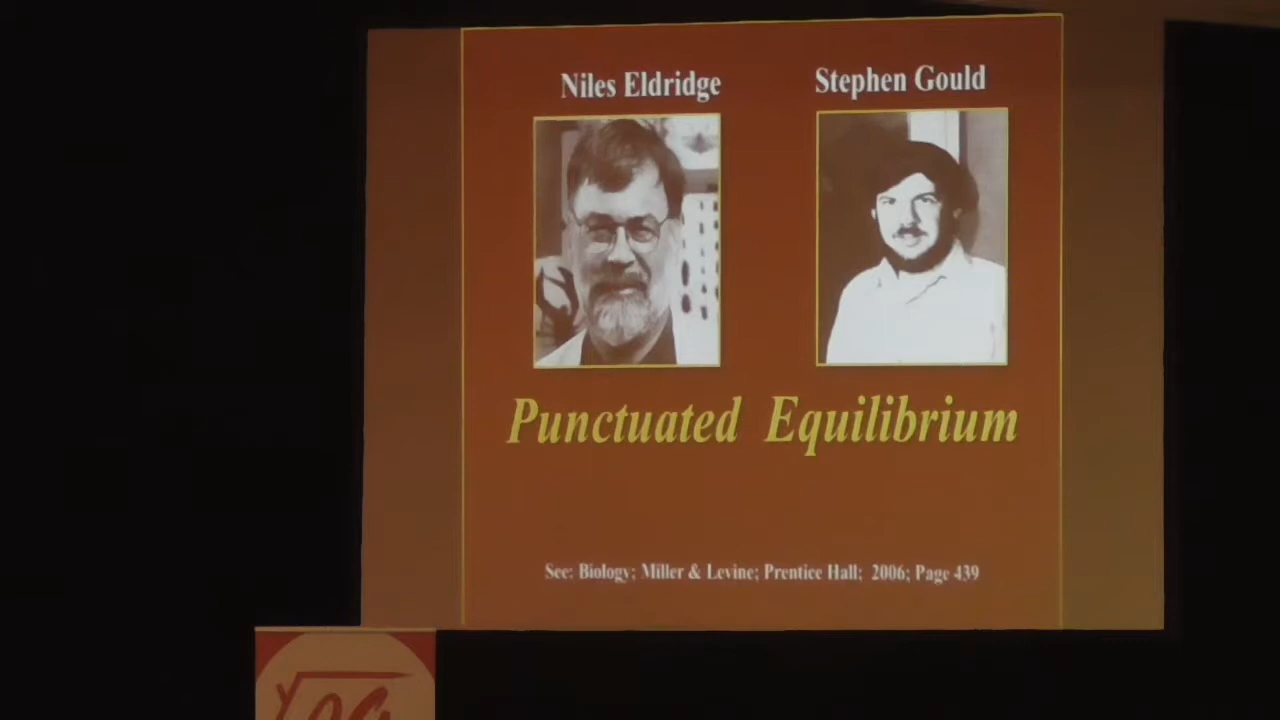 Niles Eldridge Stephen Gould
Punctuated Equilibrium
See: Biology; Miller & Levine; Prentice Hall; 2006; Page 439